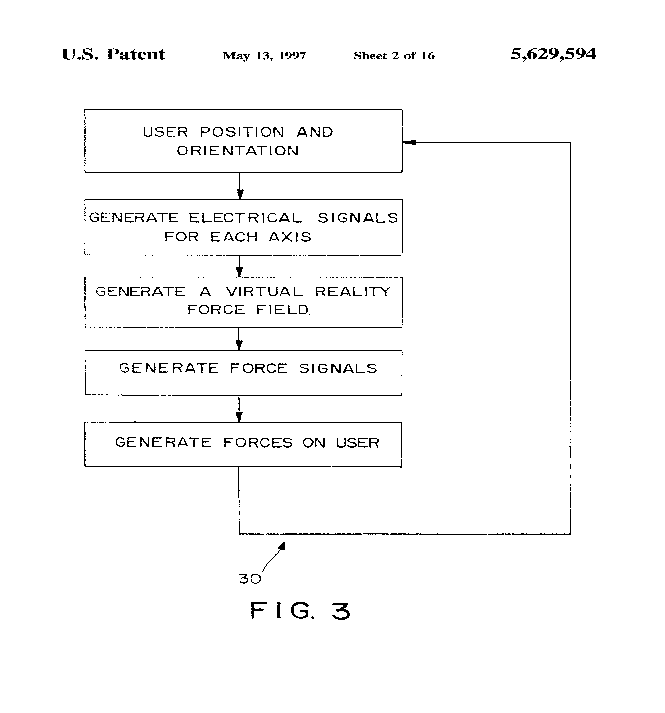 U.S. Patent May 13, 1997 Sheet 2 of 16 5,629,594
USER POSITION AND
ORIENTATION
GENERATE ELECTRICAL SIGNALS
FOR EACH AXIS
GENERATE A VIRTUAL REALITY
FORCE FIELD.
GENERATE FORCE SIGNALS
GENERATE FORCES ON USER
30
FIG. 3